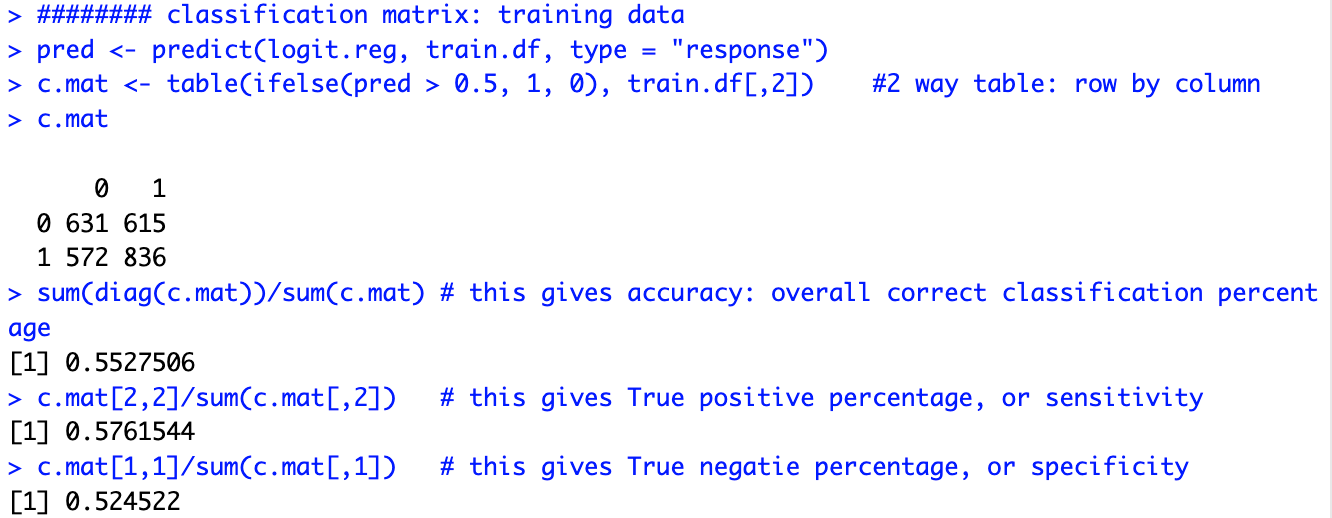 > ######## classification matrix: training data
> pred <- predict(logit.reg, train.df, type = "response")
> c.mat <- table(ifelse(pred > 0.5, 1, 0), train.df[,2])    #2 way table: row by column
> c.mat
   
      0   1
  0 631 615
  1 572 836
> sum(diag(c.mat))/sum(c.mat) # this gives accuracy: overall correct classification percent
age
[1] 0.5527506
> c.mat[2,2]/sum(c.mat[,2])   # this gives True positive percentage, or sensitivity
[1] 0.5761544
> c.mat[1,1]/sum(c.mat[,1])   # this gives True negatie percentage, or specificity
[1] 0.524522